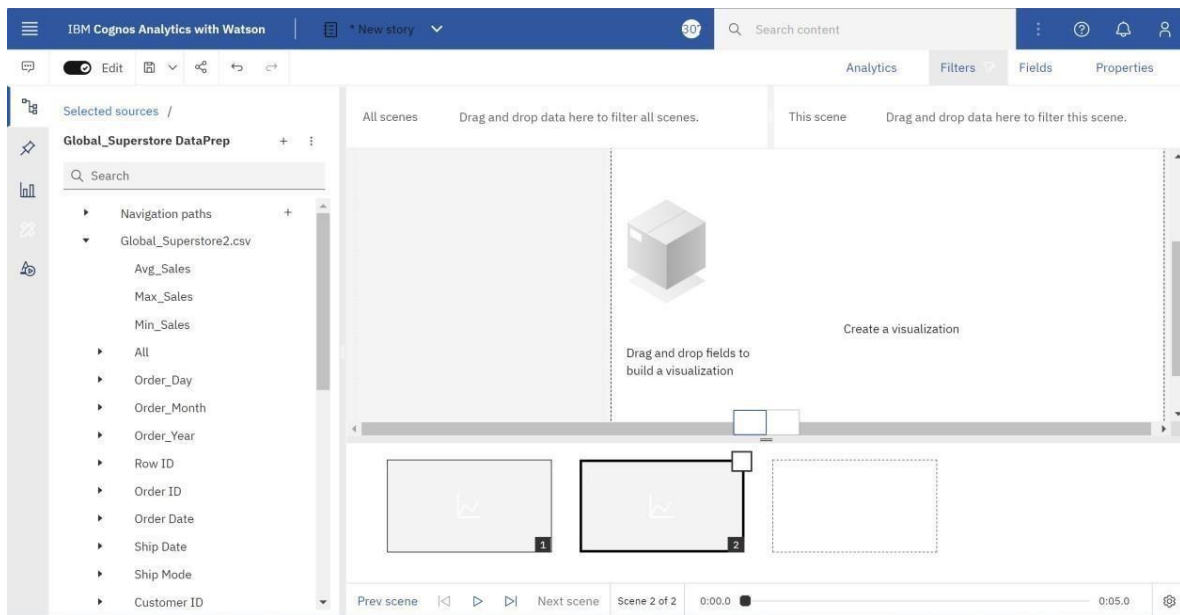 IBM Cognos Analytics with Watson
* New story
307
Search content
Edit
Analytics
Filters
Fields
Properties
Selected sources /
Global_Superstore DataPrep
Search
Navigation paths
Global_Superstore2.csv
Avg_Sales
Max_Sales
Min_Sales
All
Order_Day
Order_Month
Order_Year
Row ID
Order ID
Order Date
Ship Date
Ship Mode
Customer ID
All scenes
Drag and drop data here to filter all scenes.
This scene
Drag and drop data here to filter this scene.
Drag and drop fields to
build a visualization
Create a visualization
1
2
Prev scene
Next scene
Scene 2 of 2
0:00.0
0:05.0